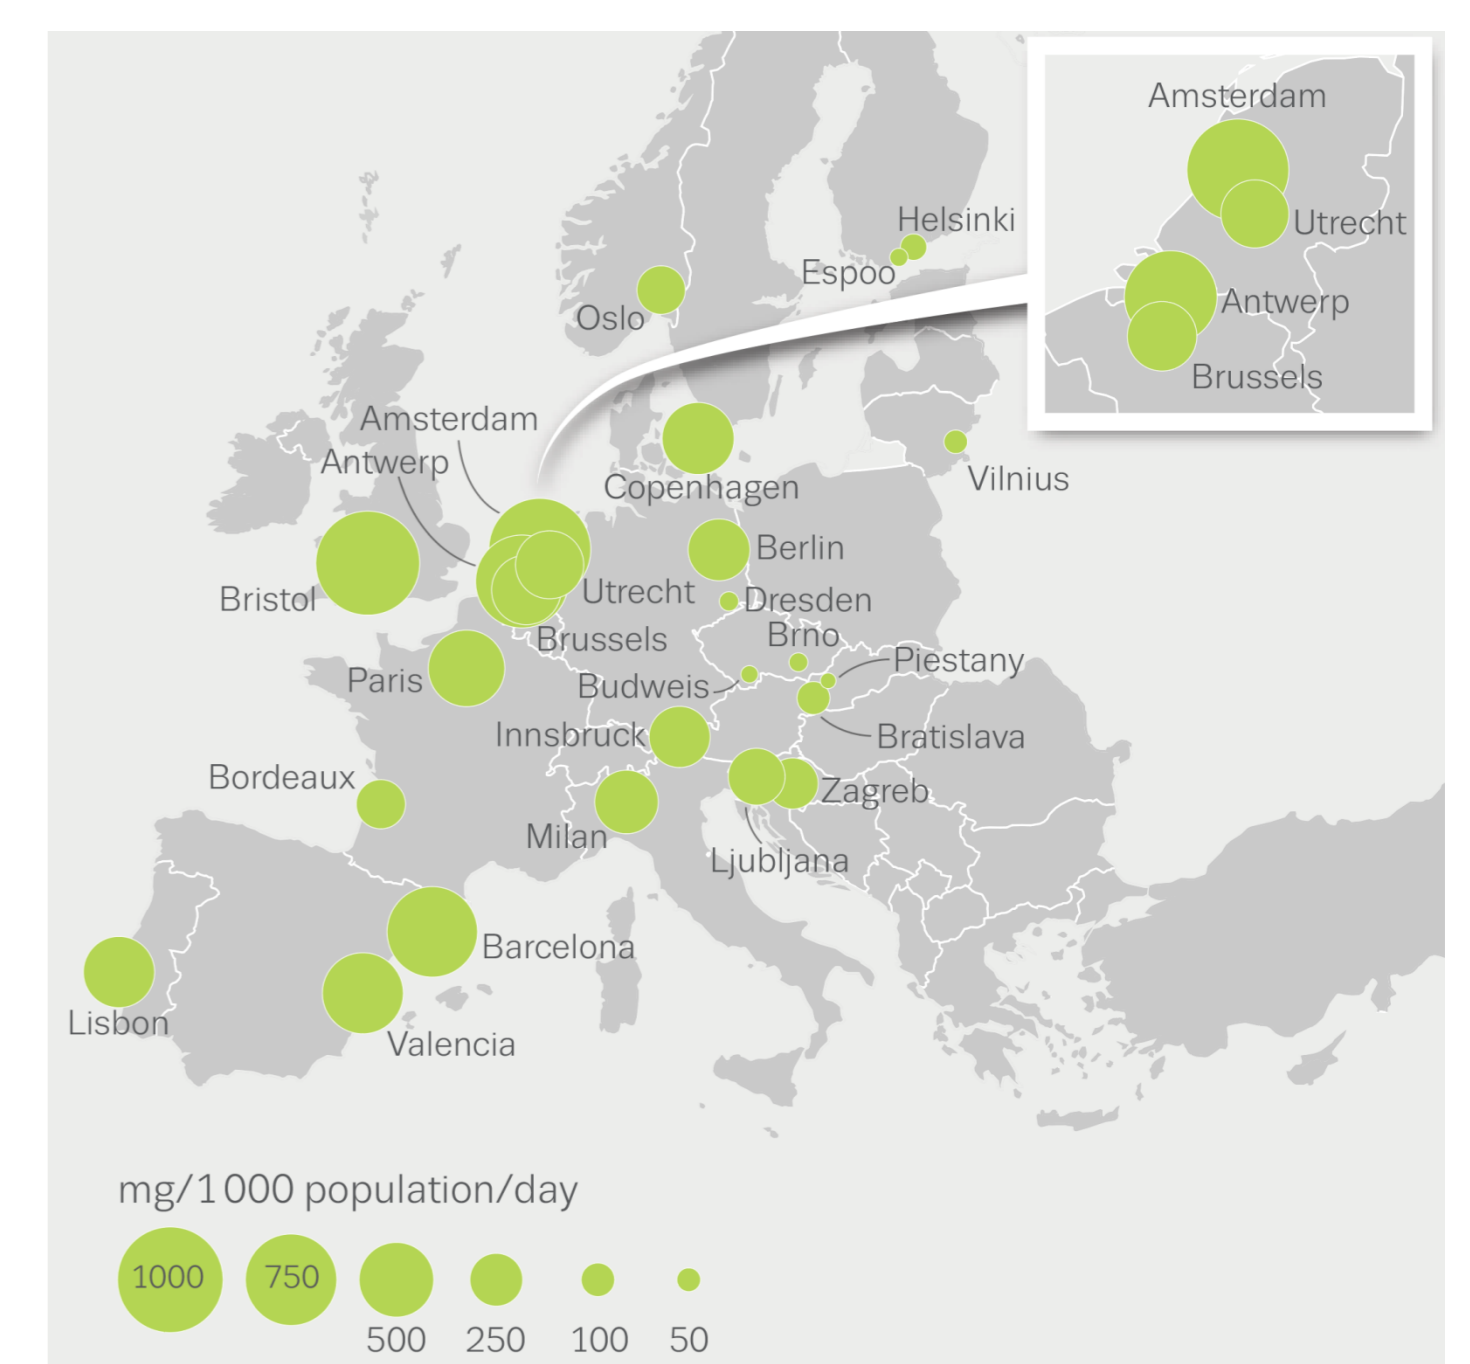 Amsterdam
Utrecht
Antwerp
Brussels
Helsinki
Espoo
Oslo
Amsterdam
Antwerp
Copenhagen
Vilnius
Berlin
Bristol
Utrecht
Dresden
Brussels
Brno
Piestany
Paris
Budweis
Innsbruck
Bratislava
Bordeaux
Zagreb
Milan
Ljubljana
Barcelona
Lisbon
Valencia
mg/1 000 population/day
1000
750
500
250
100
50